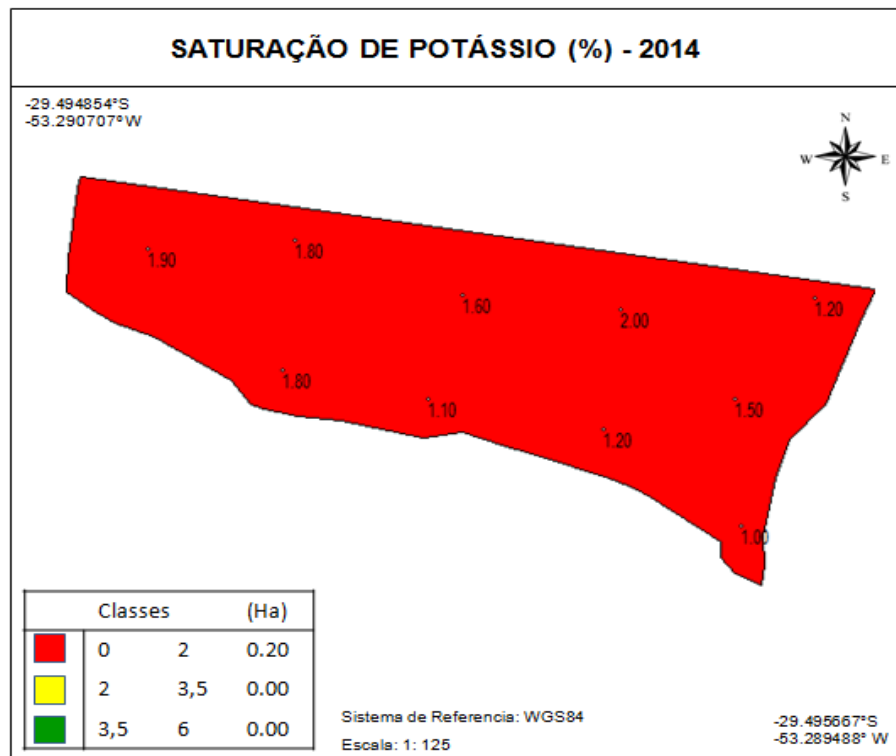 SATURAÇÃO DE POTÁSSIO (%) - 2014
-29.494854°S
-53.290707° W
N
W E
S
1.90
1.80
1.60
2.00
1.20
1.80
1.10
1.20
1.50
1.00
Classes (Ha)
0 2 0.20
2 3,5 0.00
3,5 6 0.00
Sistema de Referencia: WGS84
Escala: 1: 125
-29.495667°S
-53.289488° W